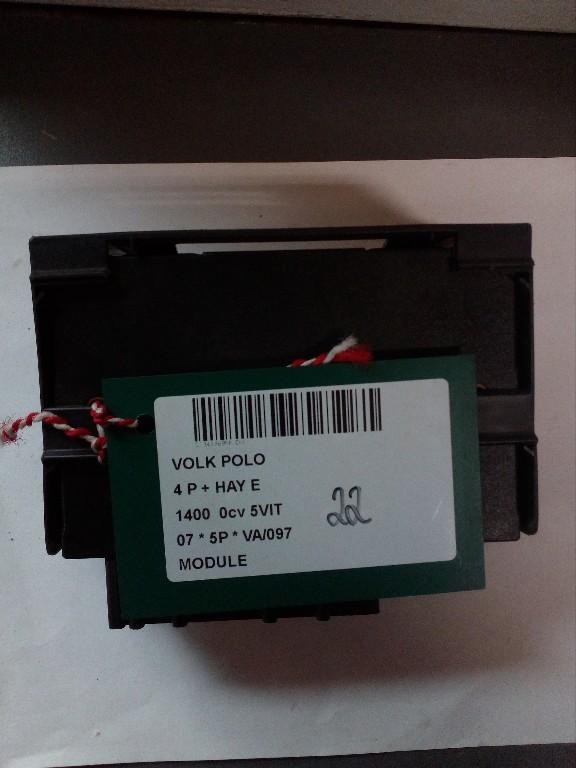 VOLK POLO
4 P + HAY E
1400 0cv 5VIT
22
07 * 5P * VA/097
MODULE